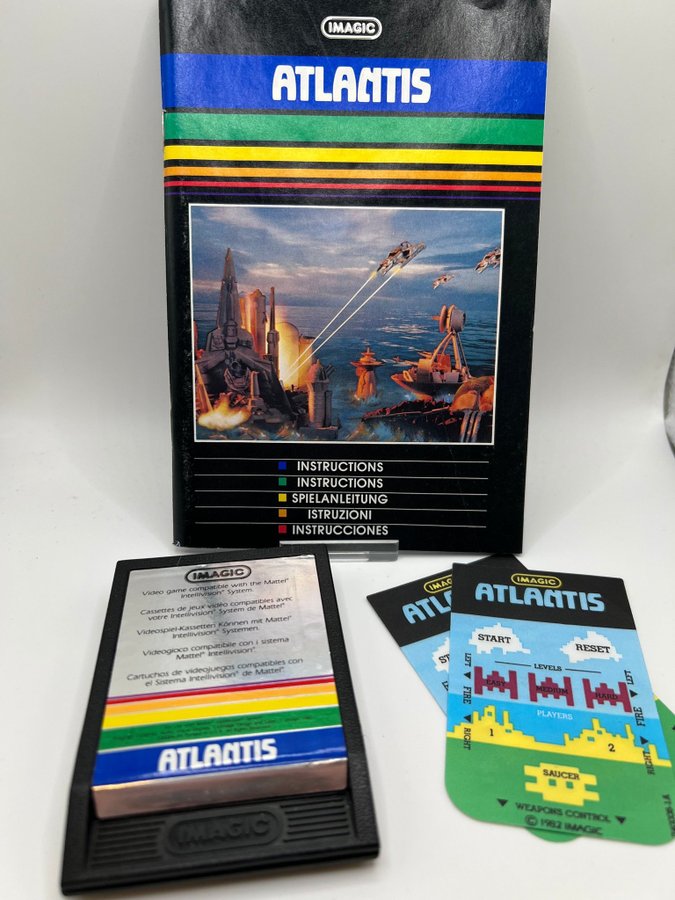 IMAGIC
ATLANTIS
INSTRUCTIONS
INSTRUCTIONS
SPIELANLEITUNG
ISTRUZIONI
INSTRUCCIONES
IMAGIC
Video game compatible with the Mattel®
Intellivision® System.
Cassettes de jeux vidéo compatibles avec
votre Intellivision® System de Mattel®.
Videospiel-Kassetten Können mit Mattel®
Intellivision® Systemen.
Videogioco compatibile con i sistema
Mattel® Intellivision®.
Cartuchos de videojuegos compatibles con
el Sistema Intellivision® de Mattel®.
ATLANTIS
IMAGIC
IMAGIC
ATL
ST
IMAGIC
ATLANTIS
START
RESET
LEVELS
EASY
MEDIUM
HARD
PLAYERS
1
2
LEFT
FIRE
RIGHT
LEFT
FIRE
RIGHT
SAUCER
WEAPONS CONTROL
© 1982 IMAGIC